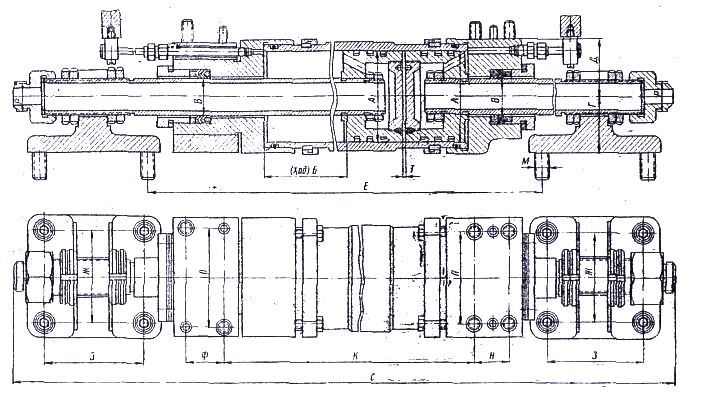 Д
Р В А А В Г Р
(ход) Б Т М
Е
Ж П П Ж
З Ф К Н З
С